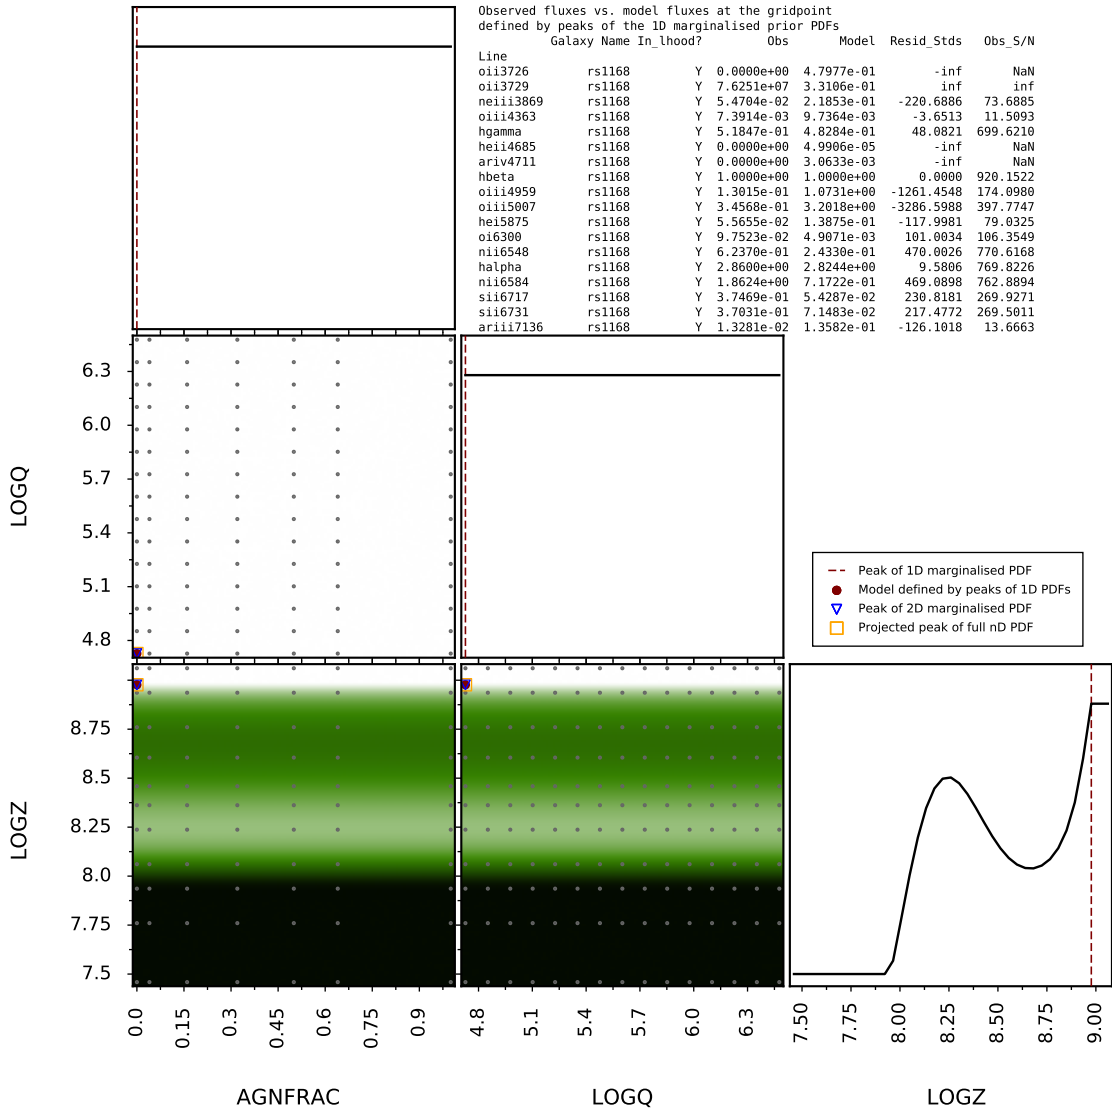 Observed fluxes vs. model fluxes at the gridpoint
defined by peaks of the 1D marginalised prior PDFs
Galaxy Name In_lhood? Obs Model Resid_Stds Obs_S/N
Line
oii3726 rs1168 Y 0.0000e+00 4.7977e-01 -inf NaN
oii3729 rs1168 Y 7.6251e+07 3.3106e-01 inf inf
neiii3869 rs1168 Y 5.4704e-02 2.1853e-01 -220.6886 73.6885
oiii4363 rs1168 Y 7.3914e-03 9.7364e-03 -3.6513 11.5093
hgamma rs1168 Y 5.1847e-01 4.8284e-01 48.0821 699.6210
heii4685 rs1168 Y 0.0000e+00 4.9906e-05 -inf NaN
ariv4711 rs1168 Y 0.0000e+00 3.0633e-03 -inf NaN
hbeta rs1168 Y 1.0000e+00 1.0000e+00 0.0000 920.1522
oiii4959 rs1168 Y 1.3015e-01 1.0731e+00 -1261.4548 174.0980
oiii5007 rs1168 Y 3.4568e-01 3.2018e+00 -3286.5988 397.7747
hei5875 rs1168 Y 5.5655e-02 1.3875e-01 -117.9981 79.0325
oi6300 rs1168 Y 9.7523e-02 4.9071e-03 101.0034 106.3549
nii6548 rs1168 Y 6.2370e-01 2.4330e-01 470.0026 770.6168
halpha rs1168 Y 2.8600e+00 2.8244e+00 9.5806 769.8226
nii6584 rs1168 Y 1.8624e+00 7.1722e-01 469.0898 762.8894
sii6717 rs1168 Y 3.7469e-01 5.4287e-02 230.8181 269.9271
sii6731 rs1168 Y 3.7031e-01 7.1483e-02 217.4772 269.5011
ariii7136 rs1168 Y 1.3281e-02 1.3582e-01 -126.1018 13.6663
LOGQ
6.3
6.0
5.7
5.4
5.1
4.8
Peak of 1D marginalised PDF
Model defined by peaks of 1D PDFs
Peak of 2D marginalised PDF
Projected peak of full nD PDF
LOGZ
8.75
8.5
8.25
8.0
7.75
7.5
0.0 0.15 0.3 0.45 0.6 0.75 0.9
4.8 5.1 5.4 5.7 6.0 6.3
7.50 7.75 8.00 8.25 8.50 8.75 9.00
AGNFRAC LOGQ LOGZ